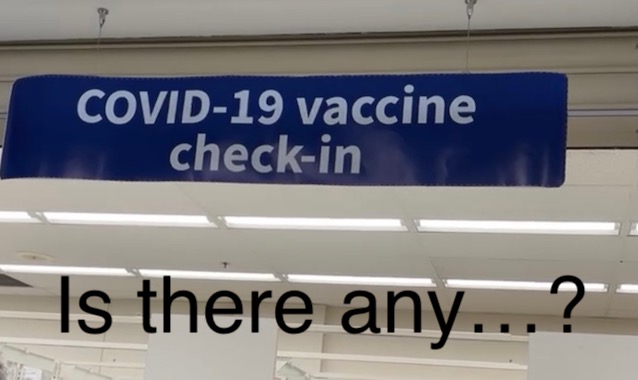 COVID-19 vaccine
check-in
Is there any…?